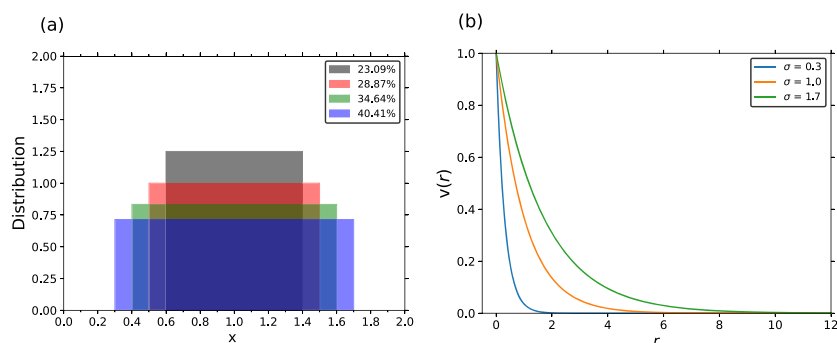 (a)
2.00
1.75
1.50
1.25
1.00
0.75
0.50
0.25
0.00
Distribution
0.0 0.2 0.4 0.6 0.8 1.0 1.2 1.4 1.6 1.8 2.0
x
23.09%
28.87%
34.64%
40.41%
(b)
1.0
0.8
0.6
0.4
0.2
0.0
v(r)
0 2 4 6 8 10 12
r
σ = 0.3
σ = 1.0
σ = 1.7